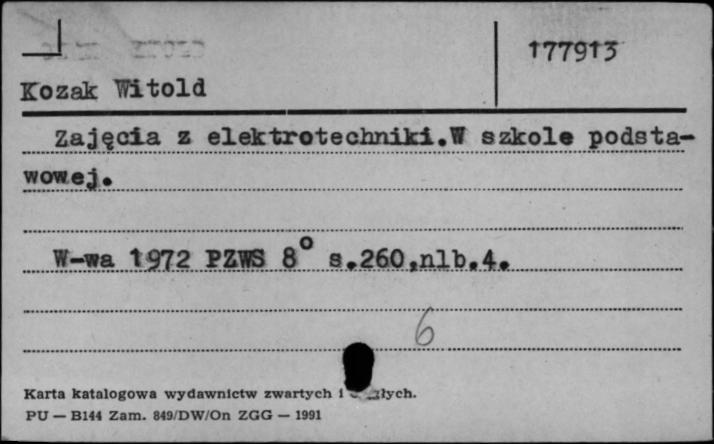 177913
Kozak Witold
Zajęcia z elektrotechniki.W szkole podsta-
wowej.
W-wa 1972 PZWS 8° s.260,nlb.4.
6
Karta katalogowa wydawnictw zwartych i
PU — B144 Zam. 849/DW/On ZGG — 1991